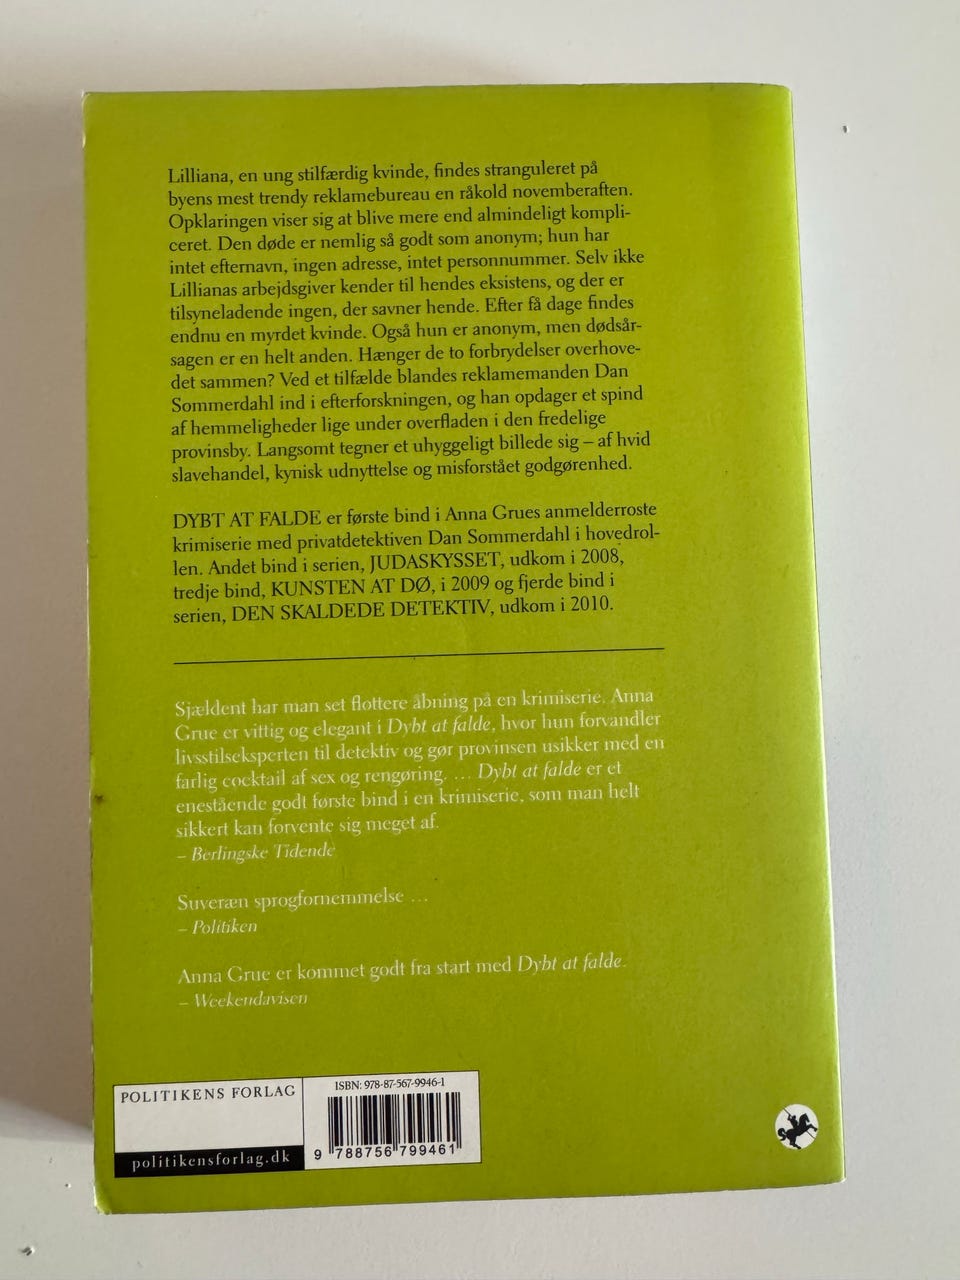 Lilliana, en ung stilfærdig kvinde, findes stranguleret på
byens mest trendy reklamebureau en råkold novemberaften.
Opklaringen viser sig at blive mere end almindeligt kompli-
ceret. Den døde er nemlig så godt som anonym; hun har
intet efternavn, ingen adresse, intet personnummer. Selv ikke
Lillianas arbejdsgiver kender til hendes eksistens, og der er
tilsyneladende ingen, der savner hende. Efter få dage findes
endnu en myrdet kvinde. Også hun er anonym, men dødsår-
sagen er en helt anden. Hænger de to forbrydelser overhove-
det sammen? Ved et tilfælde blandes reklamemanden Dan
Sommerdahl ind i efterforskningen, og han opdager et spind
af hemmeligheder lige under overfladen i den fredelige
provinsby. Langsomt tegner et uhyggeligt billede sig – af hvid
slavehandel, kynisk udnyttelse og misforstået godgørenhed.
DYBT AT FALDE er første bind i Anna Grues anmelderroste
krimiserie med privatdetektiven Dan Sommerdahl i hovedrol-
len. Andet bind i serien, JUDASKYSSET, udkom i 2008,
tredje bind, KUNSTEN AT DØ, i 2009 og fjerde bind i
serien, DEN SKALDEDE DETEKTIV, udkom i 2010.
Sjældent har man set flottere åbning på en krimiserie. Anna
Grue er vittig og elegant i Dybt at falde, hvor hun forvandler
livsstilseksperten til detektiv og gør provinsen usikker med en
farlig cocktail af sex og rengøring. … Dybt at falde er et
enestående godt første bind i en krimiserie, som man helt
sikkert kan forvente sig meget af.
– Berlingske Tidende
Suveræn sprogfornemmelse …
– Politiken
Anna Grue er kommet godt fra start med Dybt at falde.
– Weekendavisen
POLITIKENS FORLAG
politikensforlag.dk
ISBN: 978-87-567-9946-1
9 788756 799461